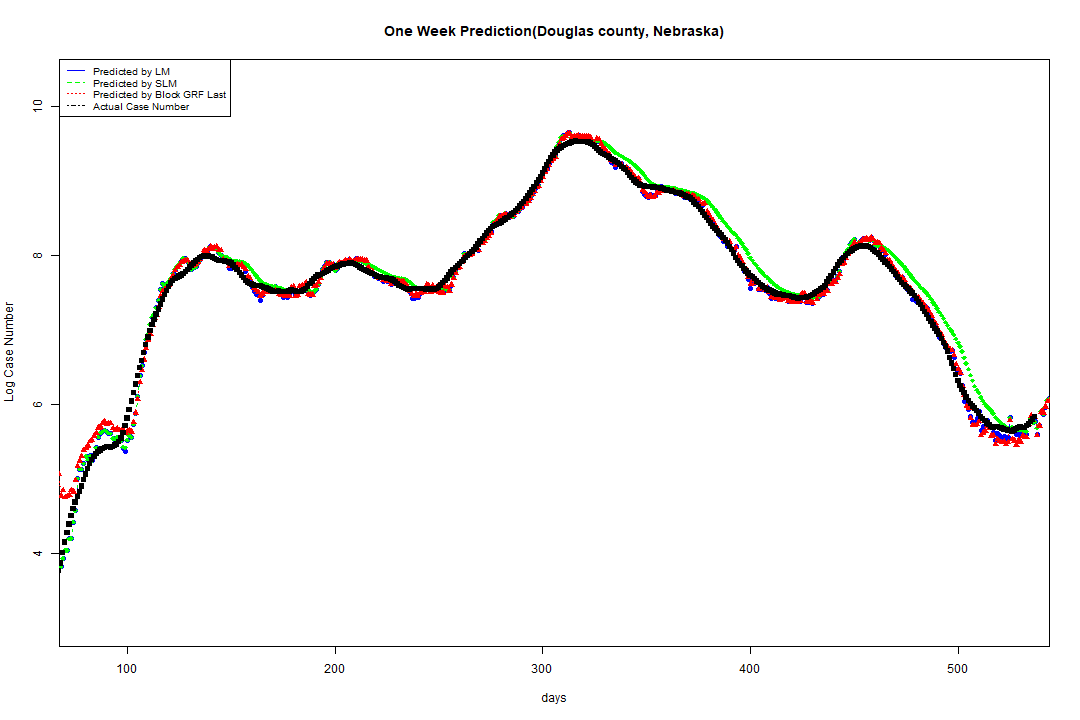 One Week Prediction(Douglas county, Nebraska)
Predicted by LM
Predicted by SLM
Predicted by Block GRF Last
Actual Case Number
10
8
6
4
Log Case Number
100 200 300 400 500
days